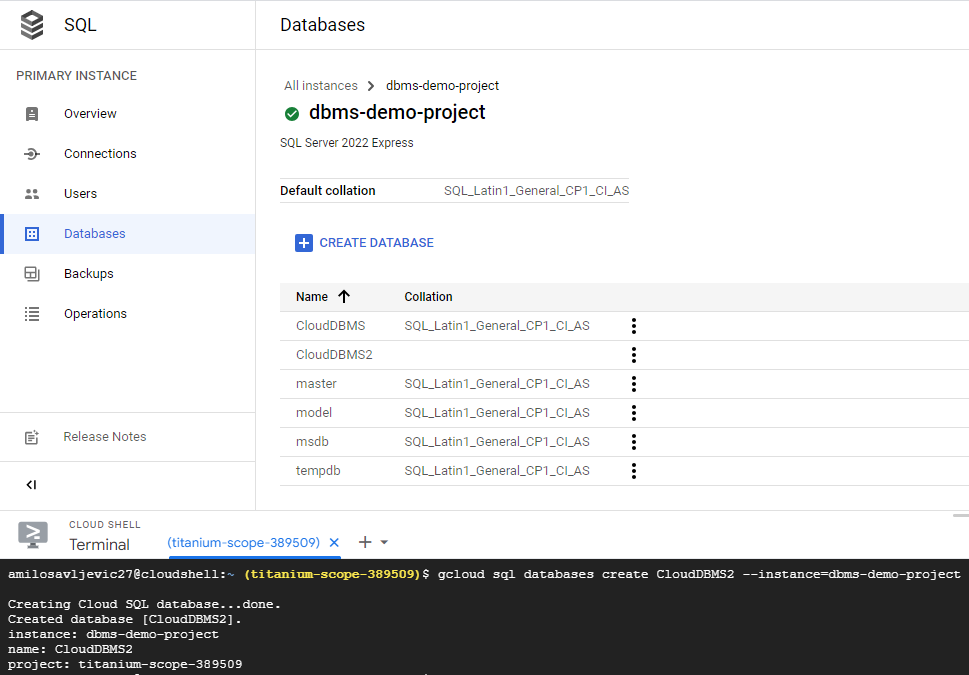 SQL
Databases
PRIMARY INSTANCE
Overview
Connections
Users
Databases
Backups
Operations
Release Notes
All instances dbms-demo-project
dbms-demo-project
SQL Server 2022 Express
Default collation SQL_Latin1_General_CP1_CI_AS
CREATE DATABASE
Name Collation
CloudDBMS SQL_Latin1_General_CP1_CI_AS
CloudDBMS2
master SQL_Latin1_General_CP1_CI_AS
model SQL_Latin1_General_CP1_CI_AS
msdb SQL_Latin1_General_CP1_CI_AS
tempdb SQL_Latin1_General_CP1_CI_AS
CLOUD SHELL
Terminal
(titanium-scope-389509)
amilosavljevic27@cloudshell:~ (titanium-scope-389509)$ gcloud sql databases create CloudDBMS2 --instance=dbms-demo-project
Creating Cloud SQL database...done.
Created database [CloudDBMS2].
instance: dbms-demo-project
name: CloudDBMS2
project: titanium-scope-389509